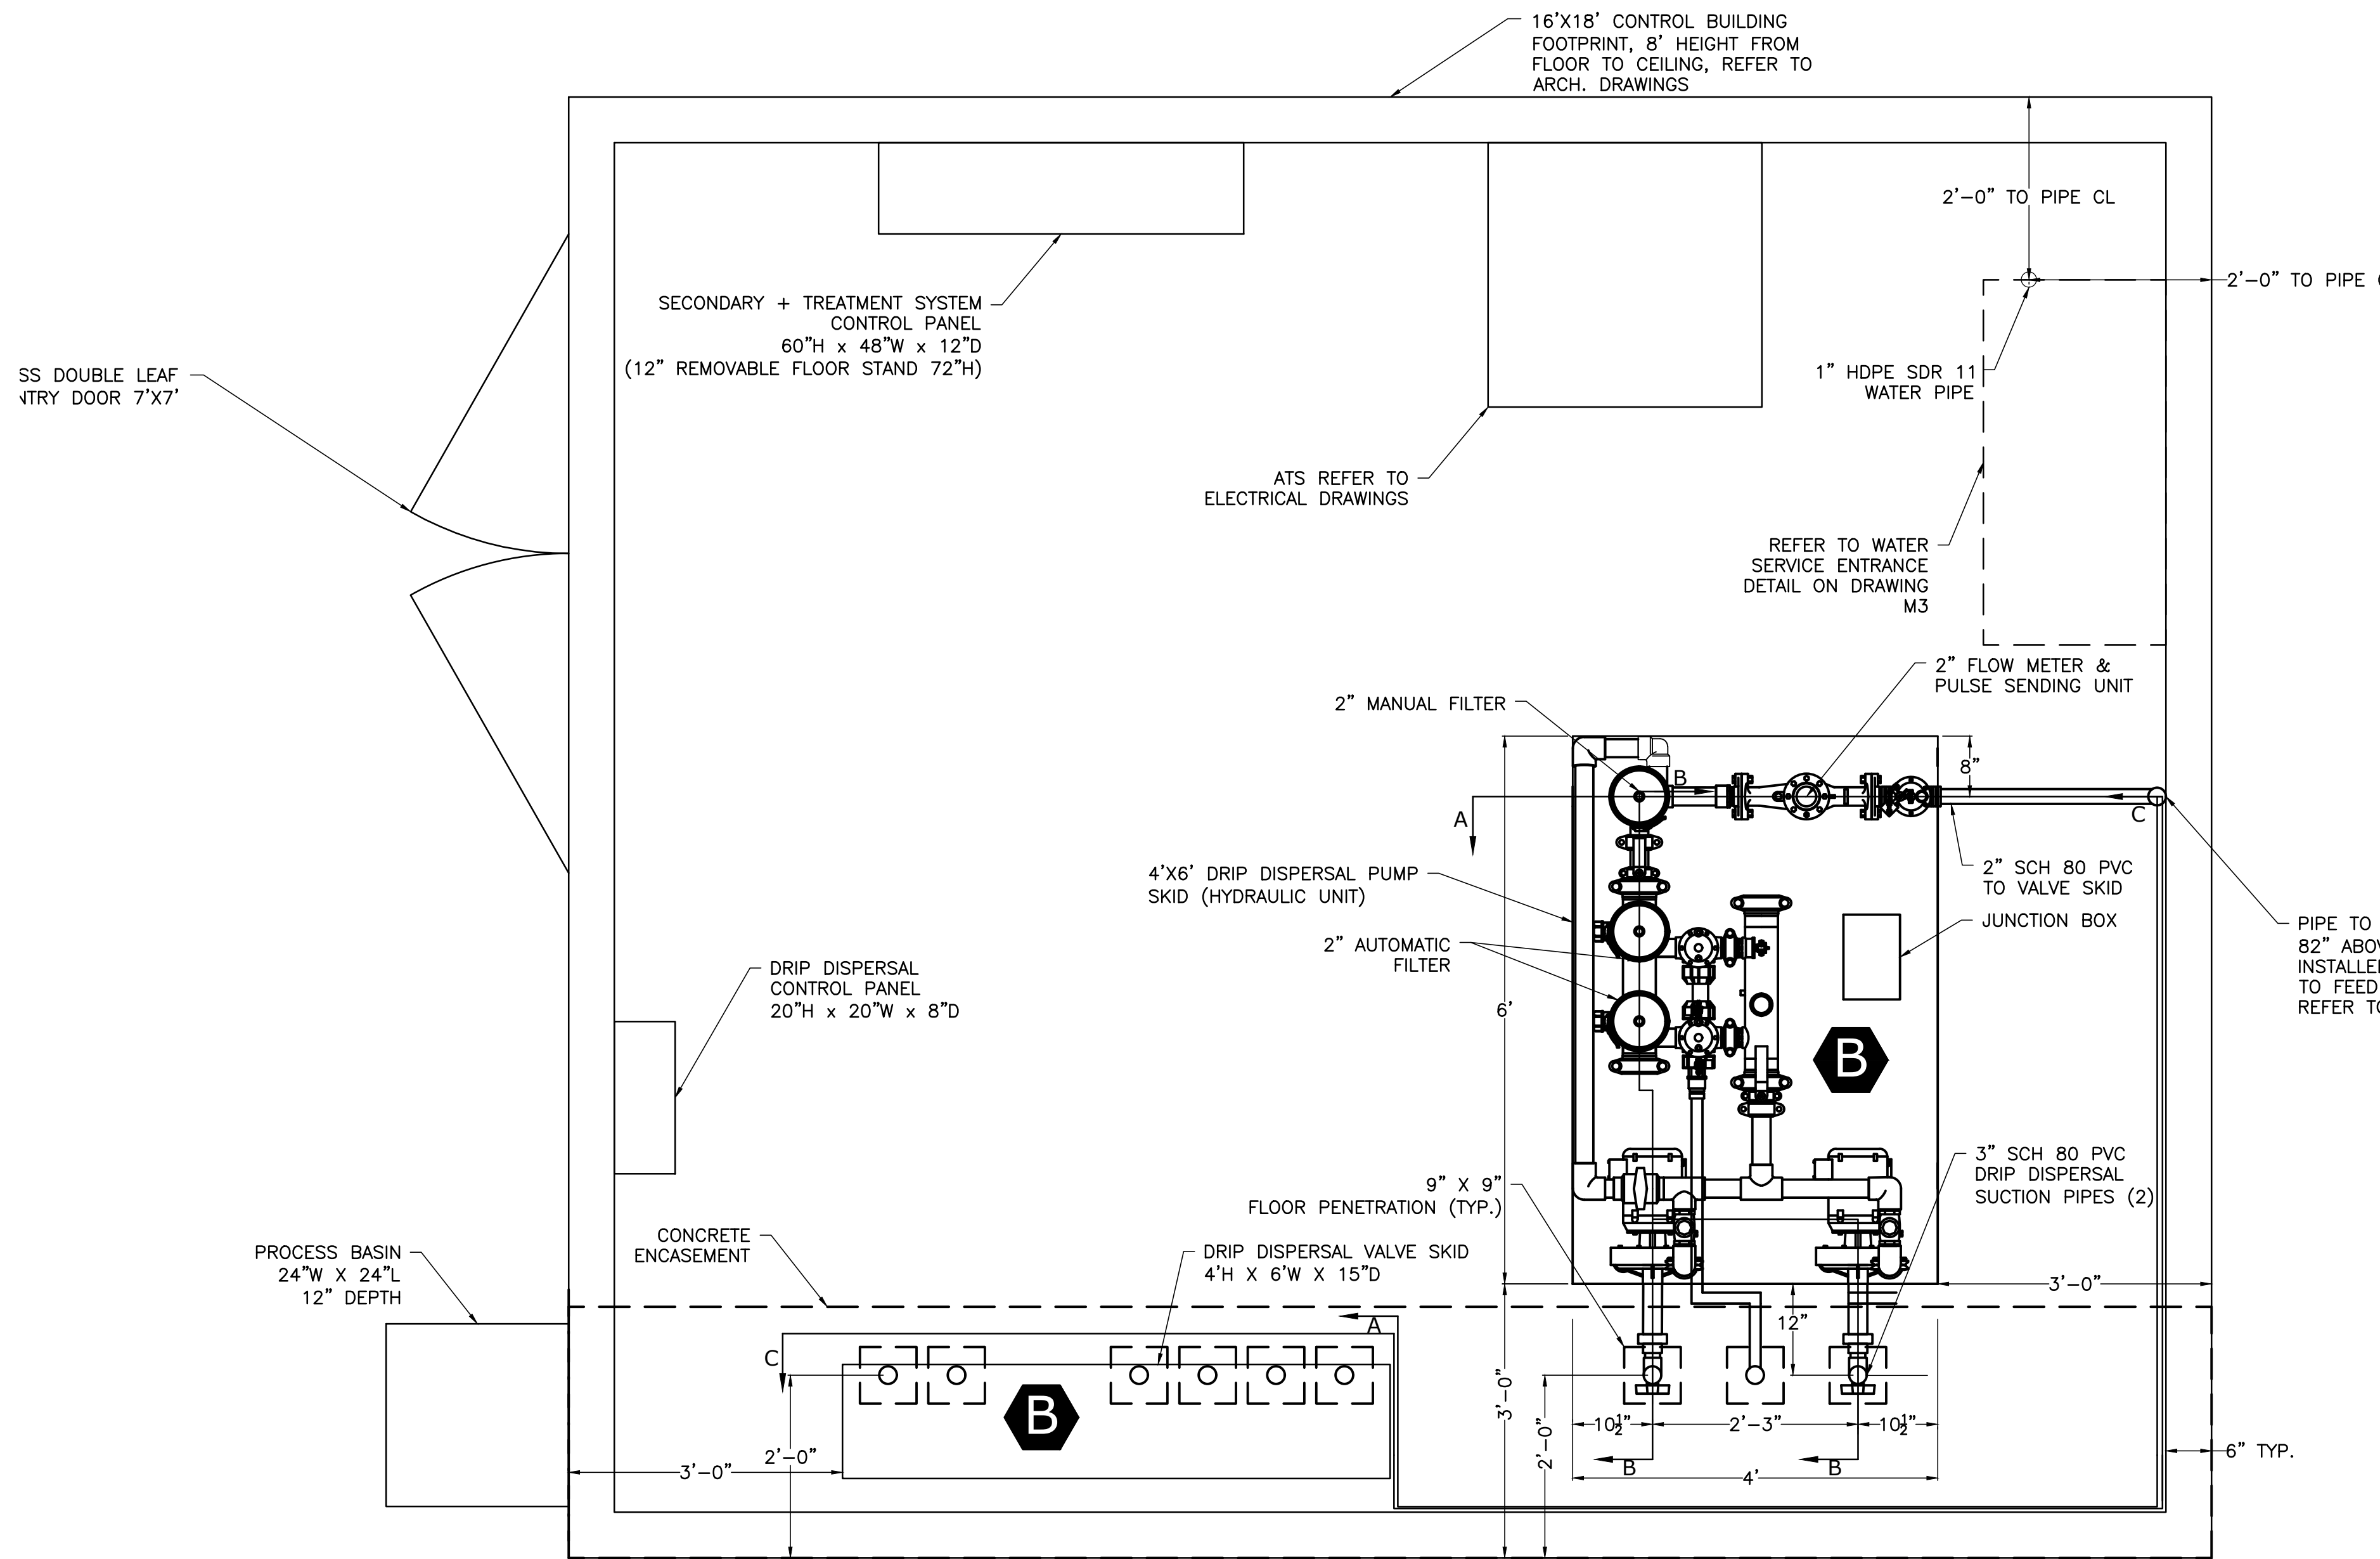 16'X18' CONTROL BUILDING
FOOTPRINT, 8' HEIGHT FROM
FLOOR TO CEILING, REFER TO
ARCH. DRAWINGS
2'-0" TO PIPE CL
2'-0" TO PIPE
SECONDARY + TREATMENT SYSTEM
CONTROL PANEL
60"H x 48"W x 12"D
(12" REMOVABLE FLOOR STAND 72"H)
SS DOUBLE LEAF
NTRY DOOR 7'X7'
1" HDPE SDR 11
WATER PIPE
ATS REFER TO
ELECTRICAL DRAWINGS
REFER TO WATER
SERVICE ENTRANCE
DETAIL ON DRAWING
M3
2" FLOW METER &
PULSE SENDING UNIT
2" MANUAL FILTER
8"
B
A
C
4'X6' DRIP DISPERSAL PUMP
SKID (HYDRAULIC UNIT)
2" SCH 80 PVC
TO VALVE SKID
JUNCTION BOX
PIPE TO
82" ABOV
INSTALLE
TO FEED
REFER TO
2" AUTOMATIC
FILTER
DRIP DISPERSAL
CONTROL PANEL
20"H x 20"W x 8"D
6'
B
3" SCH 80 PVC
DRIP DISPERSAL
SUCTION PIPES (2)
9" X 9"
FLOOR PENETRATION (TYP.)
CONCRETE
ENCASEMENT
PROCESS BASIN
24"W X 24"L
12" DEPTH
DRIP DISPERSAL VALVE SKID
4'H X 6'W X 15"D
3'-0"
12"
A
C
B
3'-0"
2'-0"
3'-0"
2'-0"
10½"
2'-3"
10½"
B
B
4'
6" TYP.